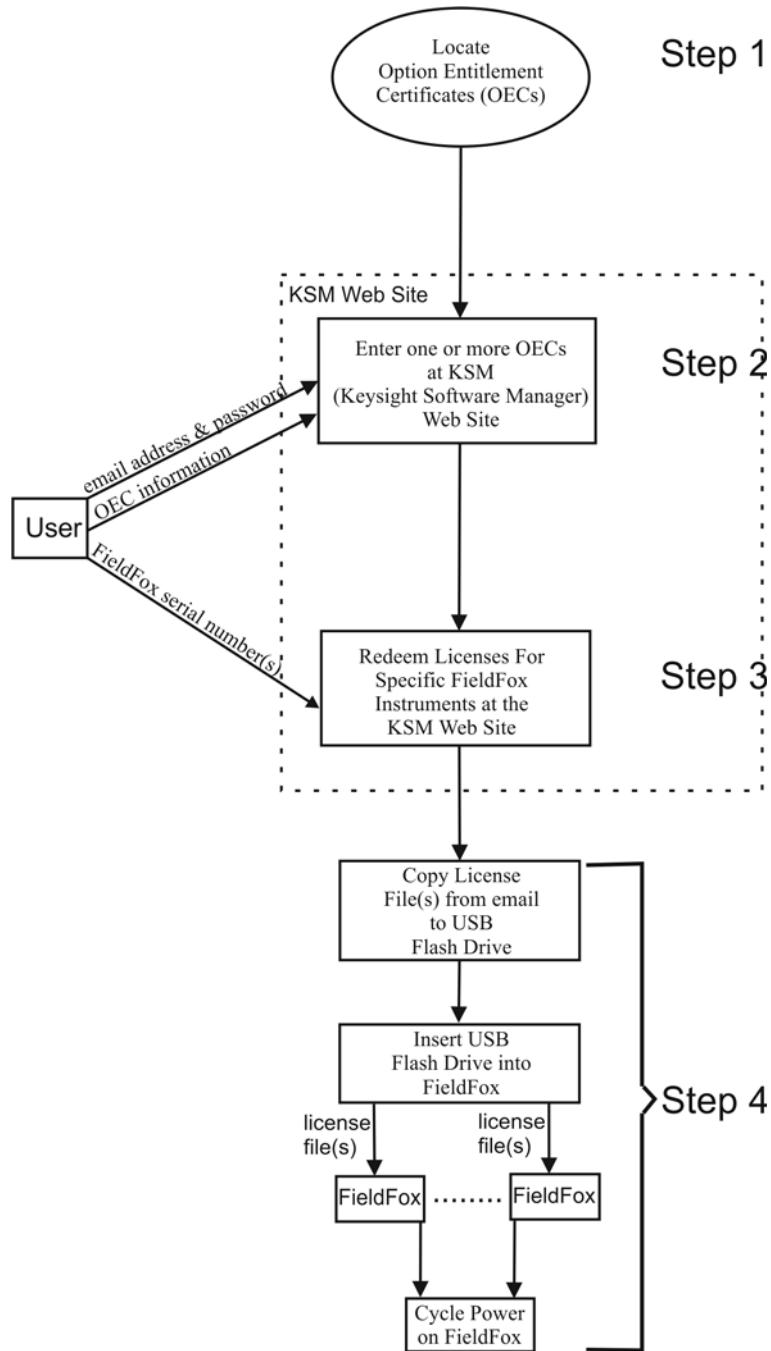 Locate
Option Entitlement
Certificates (OECs)
Step 1
KSM Web Site
Enter one or more OECs
at KSM
(Keysight Software Manager)
Web Site
Step 2
email address & password
OEC information
User
FieldFox serial number(s)
Redeem Licenses For
Specific FieldFox
Instruments at the
KSM Web Site
Step 3
Copy License
File(s) from email
to USB
Flash Drive
Insert USB
Flash Drive into
FieldFox
Step 4
license
file(s)
license
file(s)
FieldFox ........ FieldFox
Cycle Power
on FieldFox